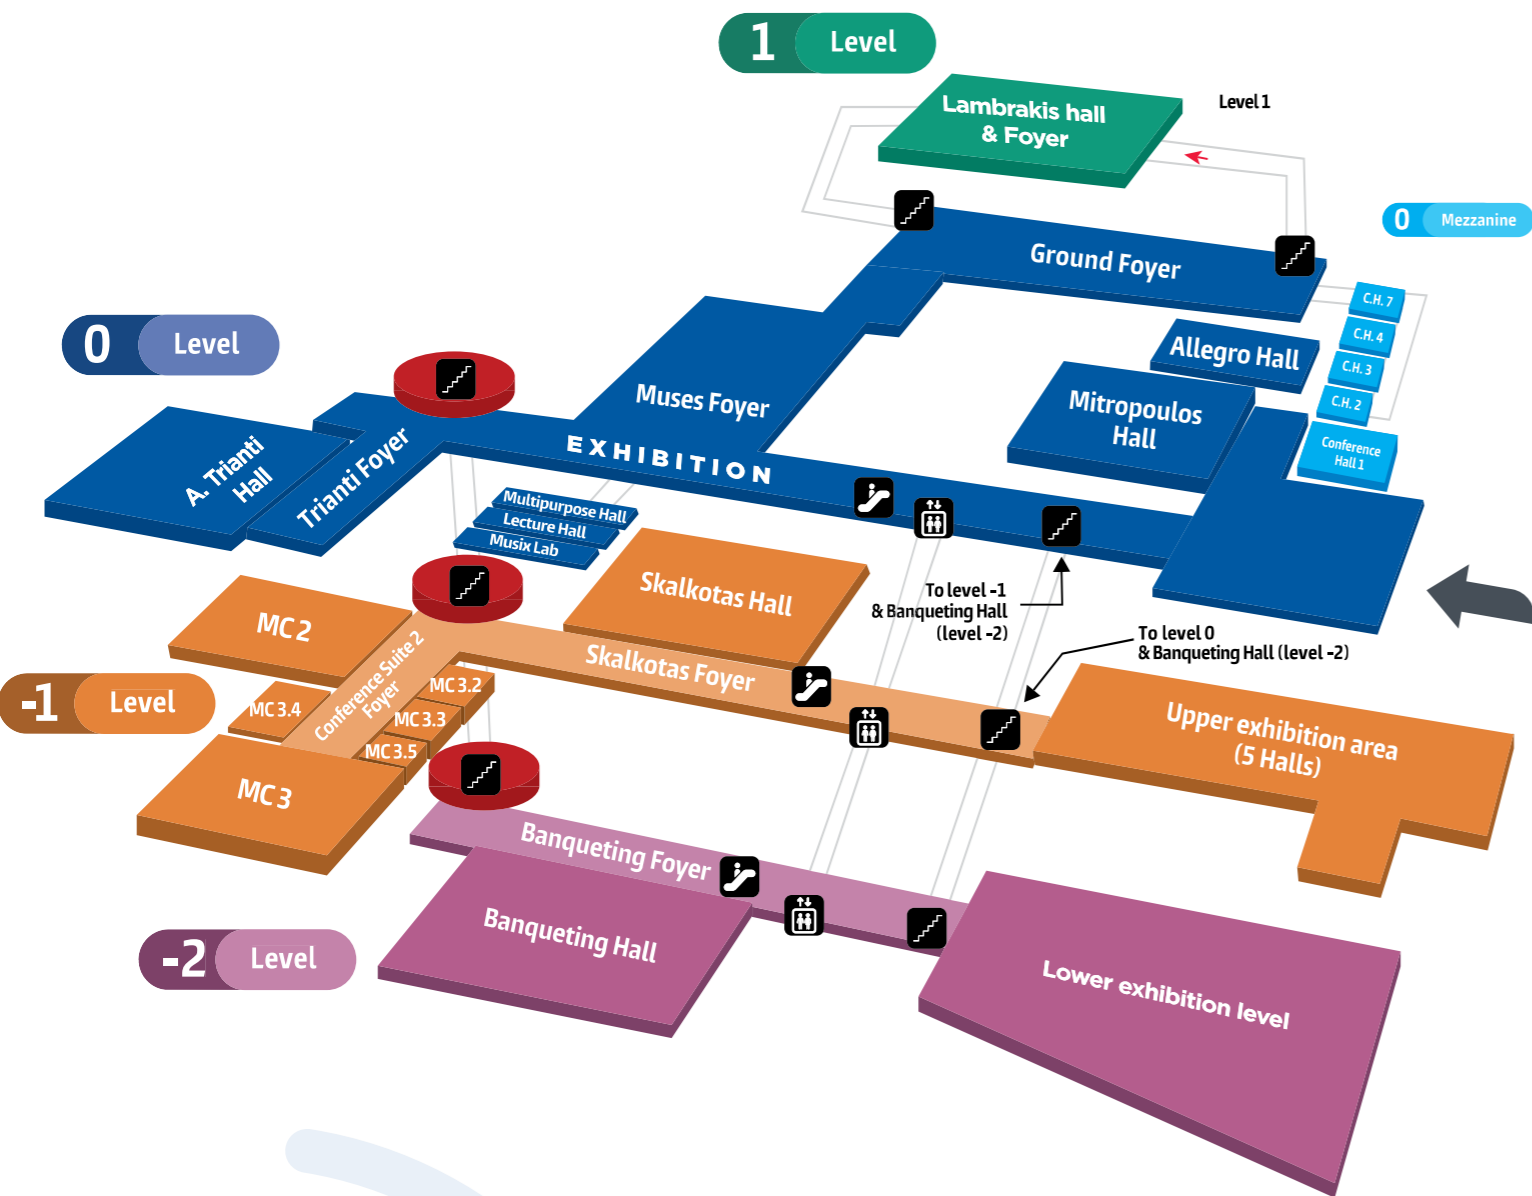 1 Level
Lambrakis hall
& Foyer
Level 1
0 Mezzanine
Ground Foyer
C.H. 7
C.H. 4
C.H. 3
C.H. 2
Conference
Hall 1
Allegro Hall
Mitropoulos
Hall
0 Level
Muses Foyer
EXHIBITION
A. Trianti
Hall
Trianti Foyer
Multipurpose Hall
Lecture Hall
Musix Lab
To level -1
& Banqueting Hall
(level -2)
To level 0
& Banqueting Hall (level -2)
-1 Level
Skalkotas Hall
Skalkotas Foyer
MC2
Conference Suite 2
Foyer
MC 3.2
MC 3.3
MC 3.4
MC 3.5
MC3
Upper exhibition area
(5 Halls)
-2 Level
Banqueting Foyer
Banqueting Hall
Lower exhibition level